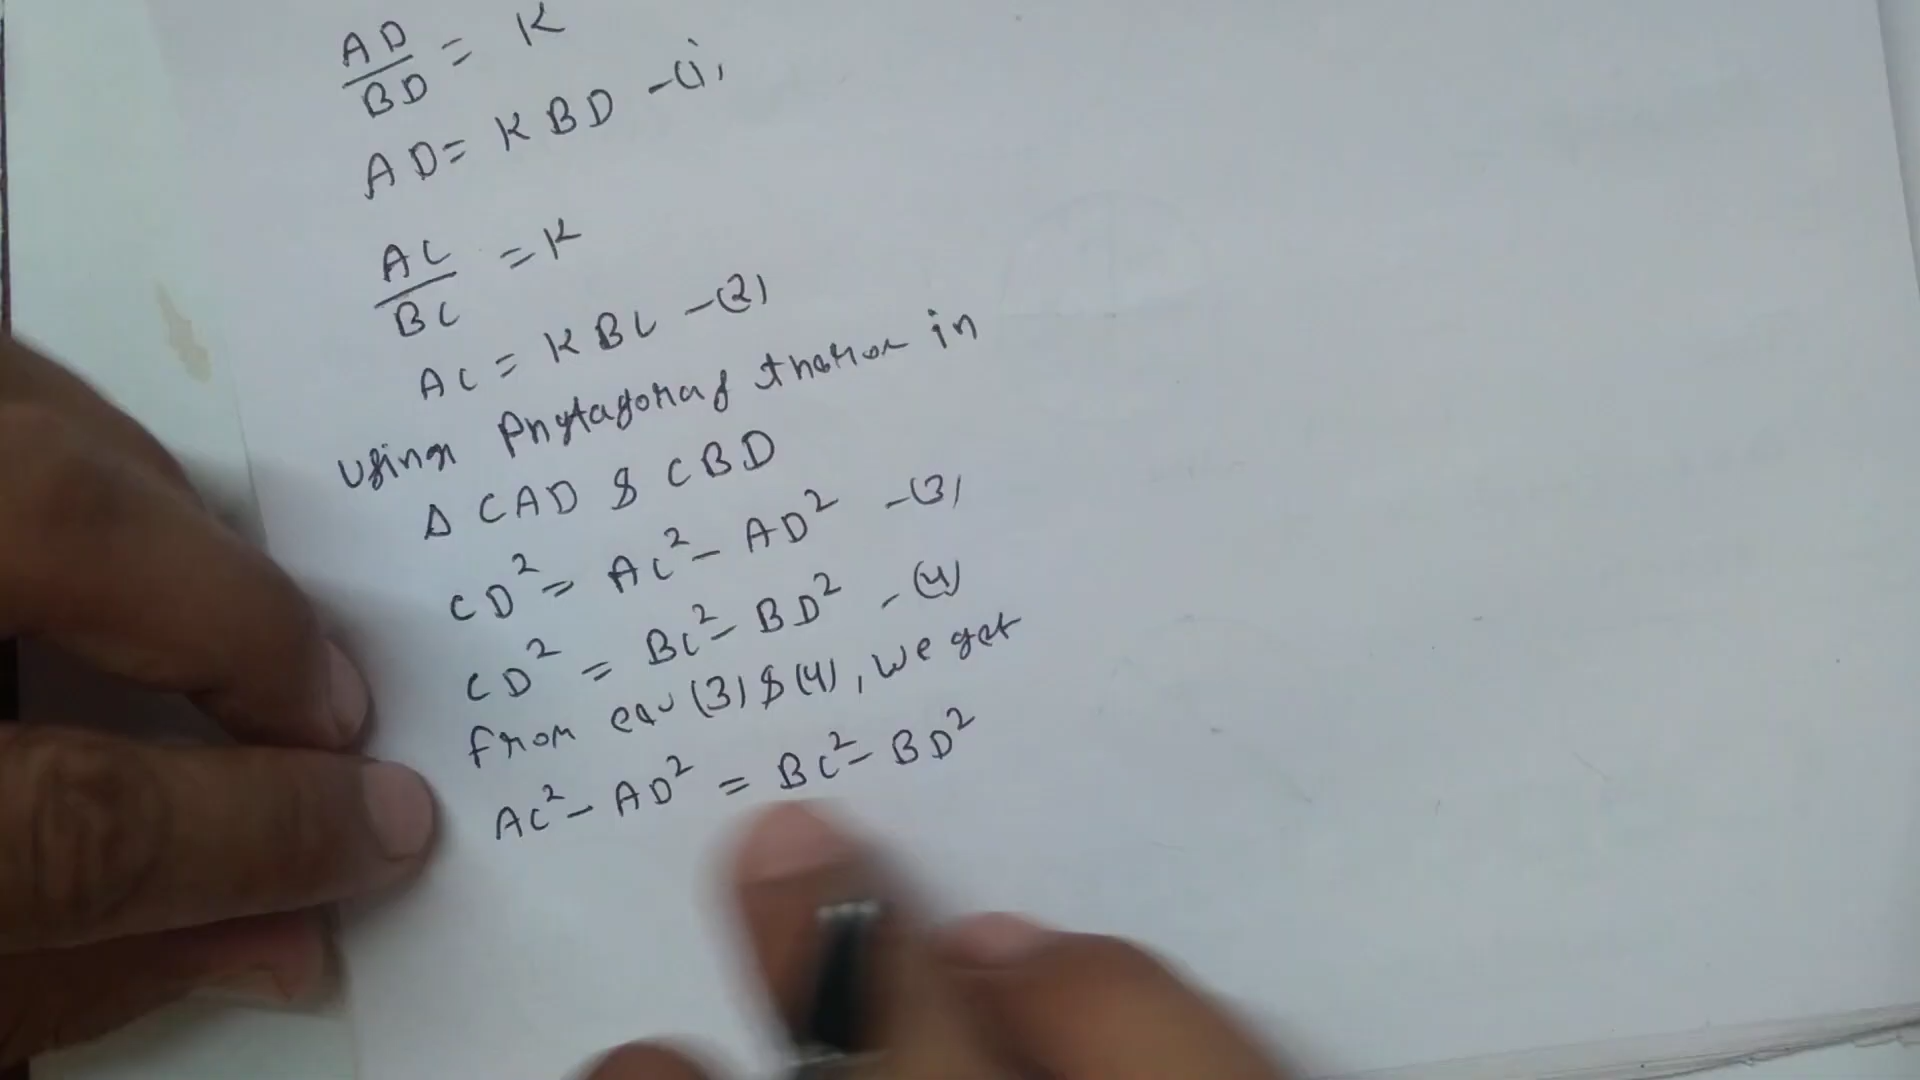 AD/BD = K
AD = K BD -(1)
AC/BC = K
AC = K BC -(2)
Using Phytagoras theorem in
Δ CAD & CBD
CD² = AC² - AD² -(3)
CD² = BC² - BD² -(4)
from equ (3) & (4), we get
AC² - AD² = BC² - BD²